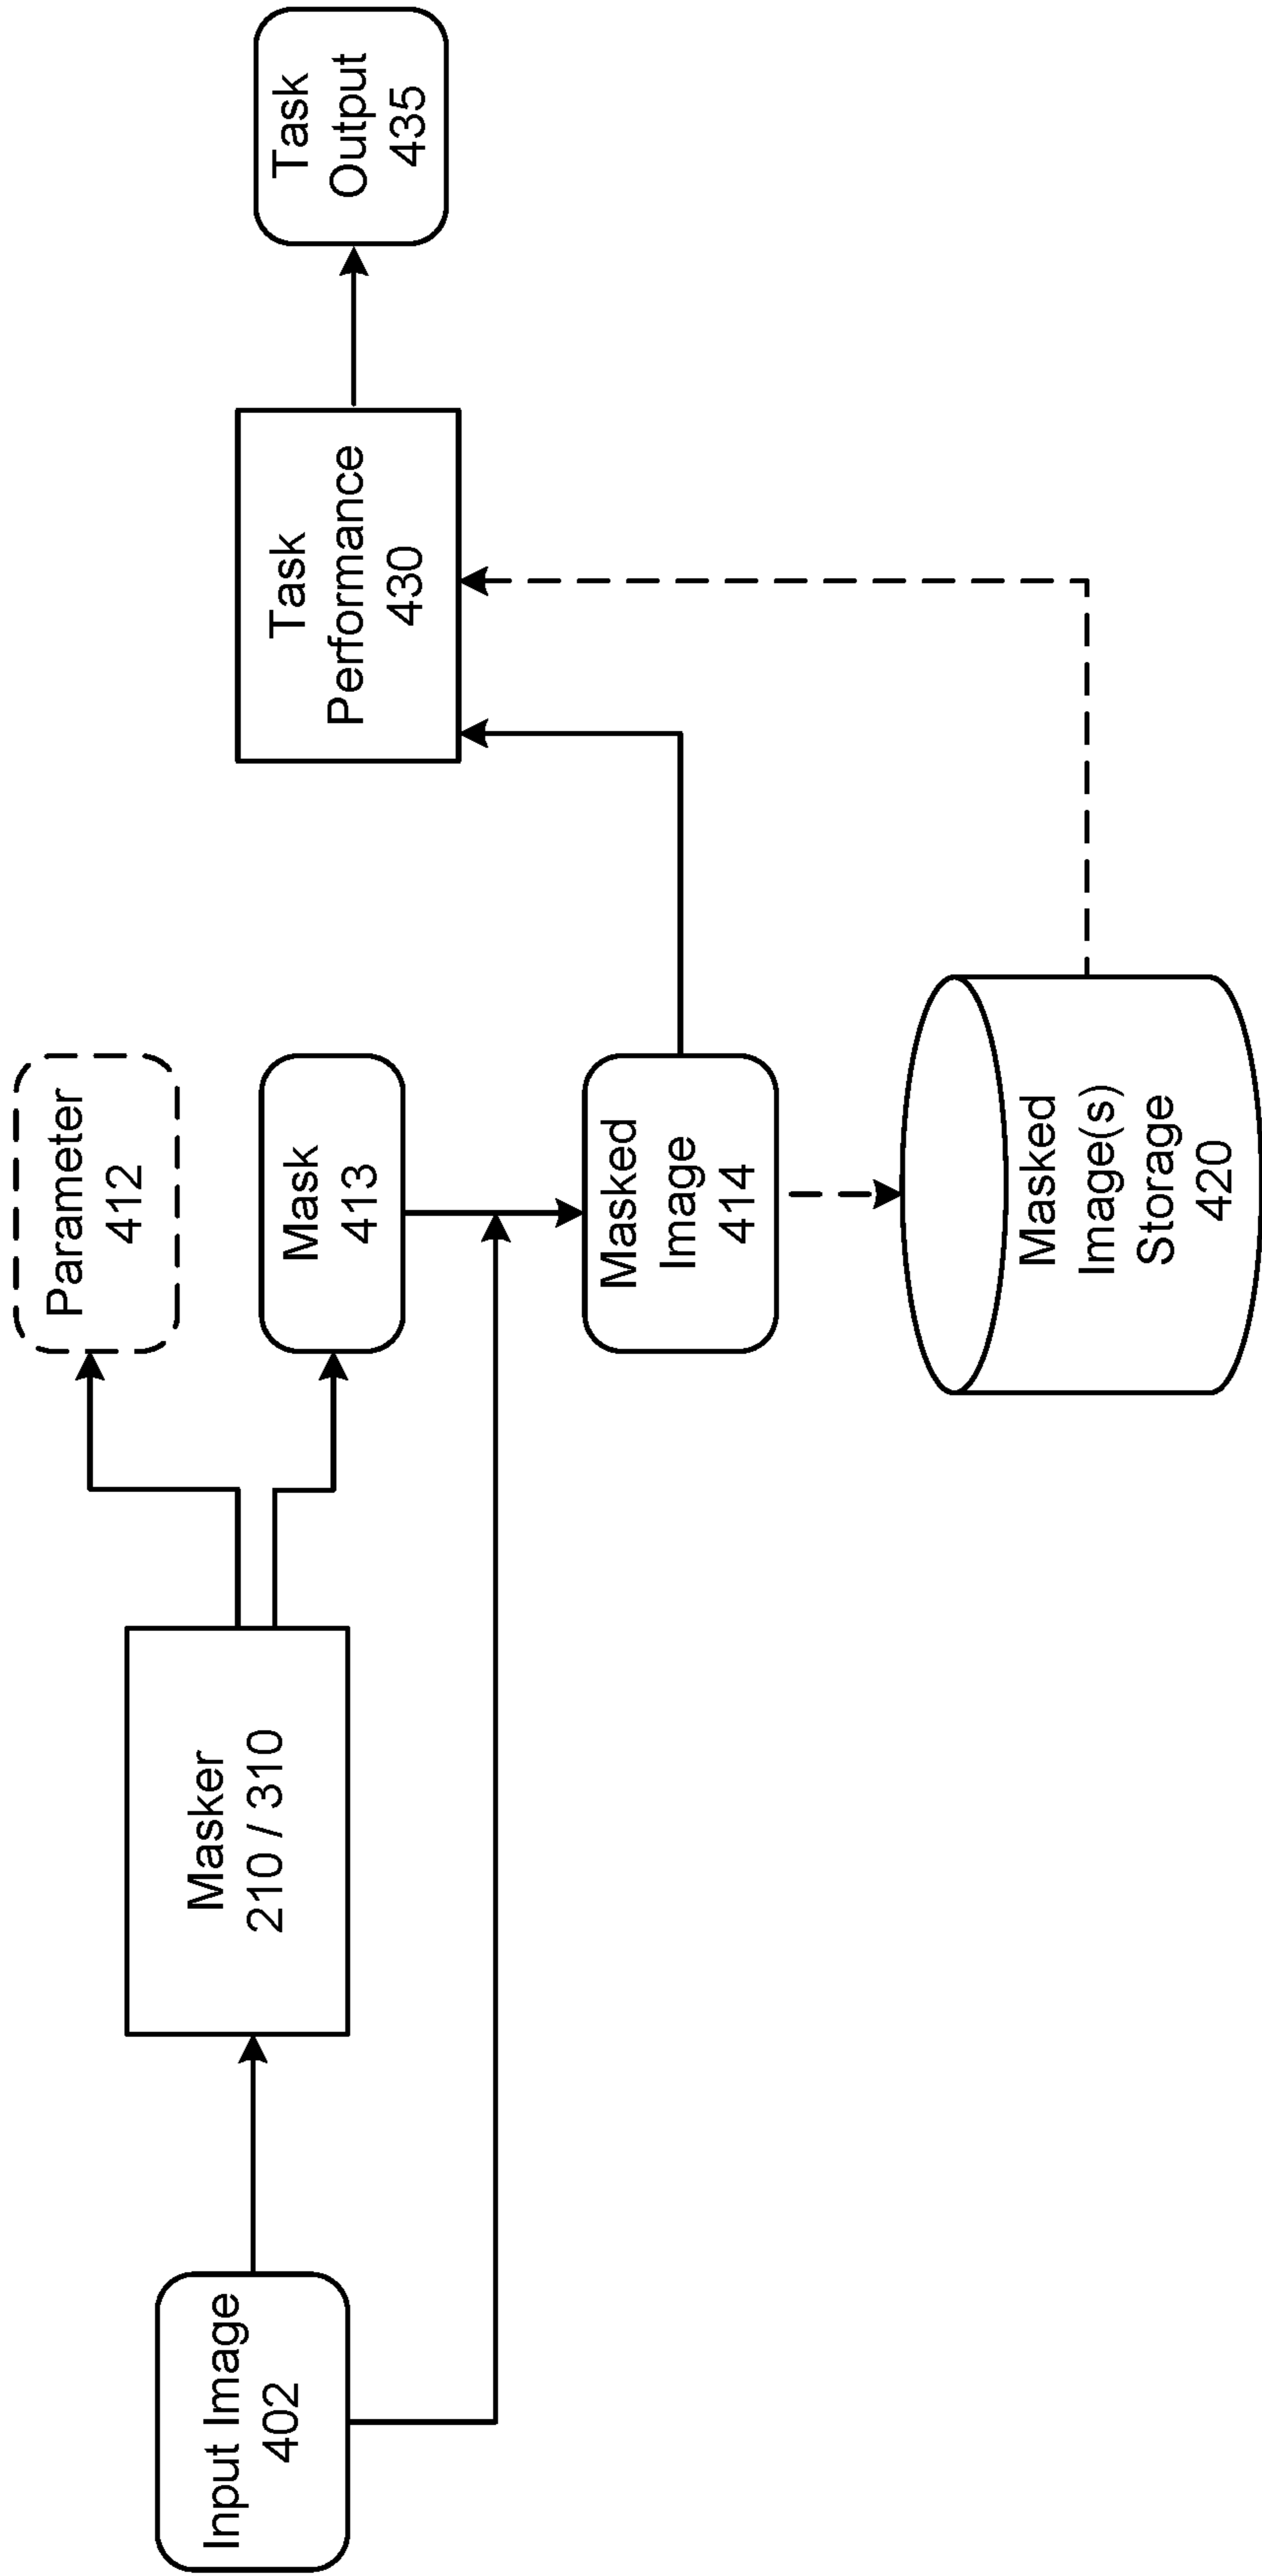 Input Image
402
Masker
210 / 310
Parameter
412
Mask
413
Masked
Image
414
Masked
Image(s)
Storage
420
Task
Performance
430
Task
Output
435